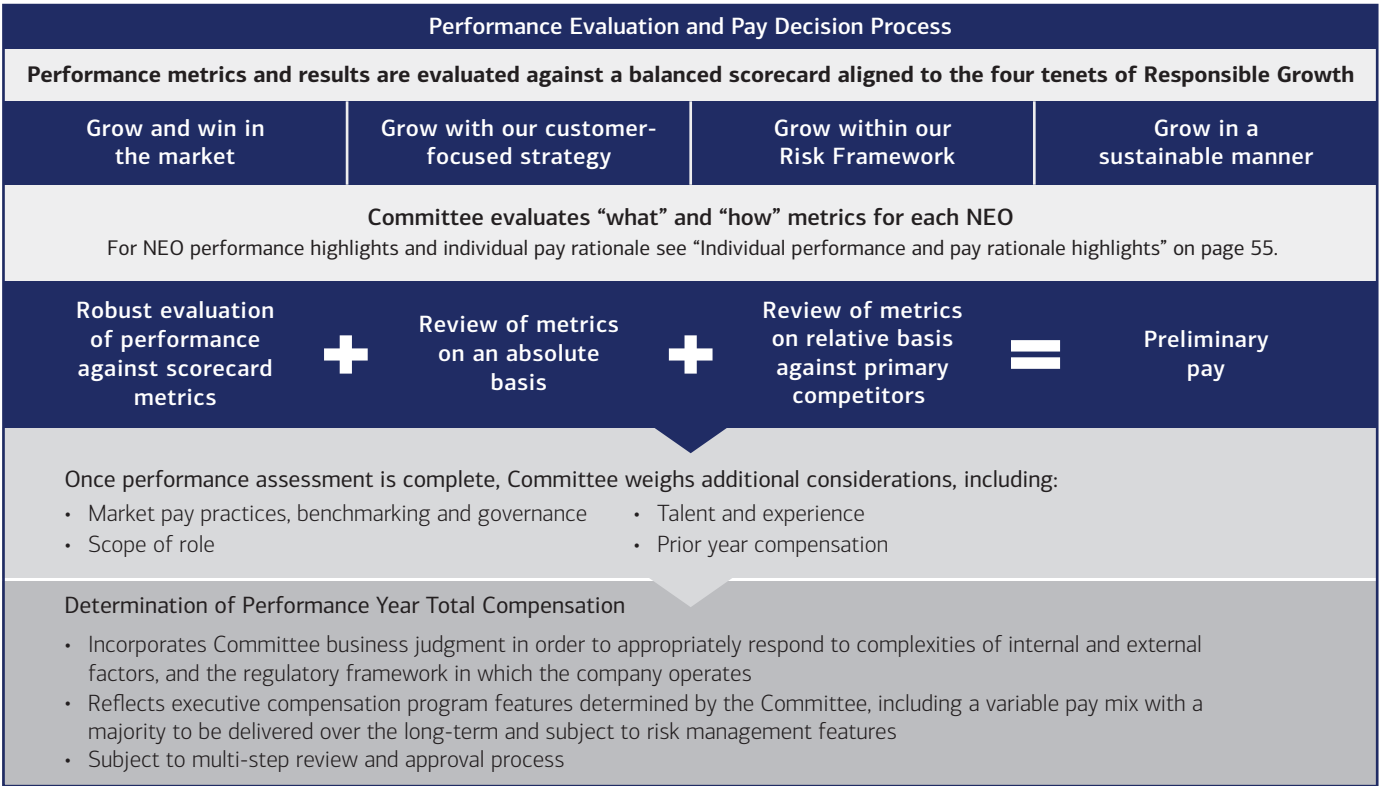 Performance Evaluation and Pay Decision Process
Performance metrics and results are evaluated against a balanced scorecard aligned to the four tenets of Responsible Growth
Grow and win in
the market
Grow with our customer-
focused strategy
Grow within our
Risk Framework
Grow in a
sustainable manner
Committee evaluates “what” and “how” metrics for each NEO
For NEO performance highlights and individual pay rationale see “Individual performance and pay rationale highlights” on page 55.
Robust evaluation
of performance
against scorecard
metrics
+
Review of metrics
on an absolute
basis
+
Review of metrics
on relative basis
against primary
competitors
=
Preliminary
pay
Once performance assessment is complete, Committee weighs additional considerations, including:
• Market pay practices, benchmarking and governance
• Scope of role
• Talent and experience
• Prior year compensation
Determination of Performance Year Total Compensation
• Incorporates Committee business judgment in order to appropriately respond to complexities of internal and external
factors, and the regulatory framework in which the company operates
• Reflects executive compensation program features determined by the Committee, including a variable pay mix with a
majority to be delivered over the long-term and subject to risk management features
• Subject to multi-step review and approval process